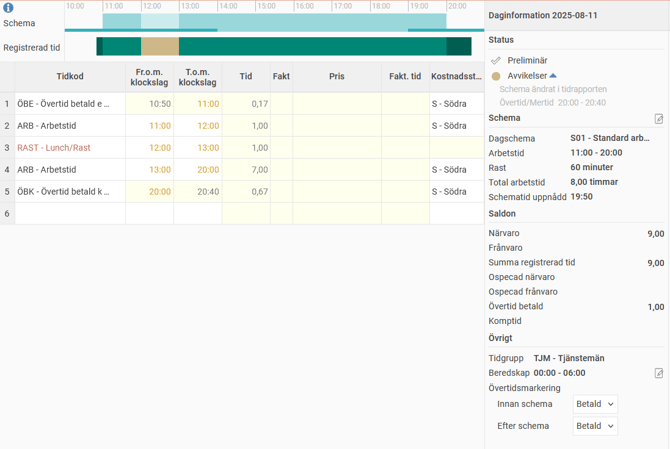 10:00 11:00 12:00 13:00 14:00 15:00 16:00 17:00 18:00 19:00 20:00
Schema
Registrerad tid
Tidkod Fr.o.m. klockslag T.o.m. klockslag Tid Fakt Pris Fakt. tid Kostnadsst...
1 ÖBE - Övertid betald e ... 10:50 11:00 0,17 S - Södra
2 ARB - Arbetstid 11:00 12:00 1,00 S - Södra
3 RAST - Lunch/Rast 12:00 13:00 1,00
4 ARB - Arbetstid 13:00 20:00 7,00 S - Södra
5 ÖBK - Övertid betald k ... 20:00 20:40 0,67 S - Södra
6
Daginformation 2025-08-11
Status
Preliminär
Avvikelser
Schema ändrat i tidrapporten
Övertid/Mertid 20:00 - 20:40
Schema
Dagschema S01 - Standard arb...
Arbetstid 11:00 - 20:00
Rast 60 minuter
Total arbetstid 8,00 timmar
Schematid uppnådd 19:50
Saldon
Närvaro 9,00
Frånvaro
Summa registrerad tid 9,00
Ospecad närvaro
Ospecad frånvaro
Övertid betald 1,00
Komptid
Övrigt
Tidgrupp TJM - Tjänstemän
Beredskap 00:00 - 06:00
Övertidsmarkering
Innan schema Betald
Efter schema Betald